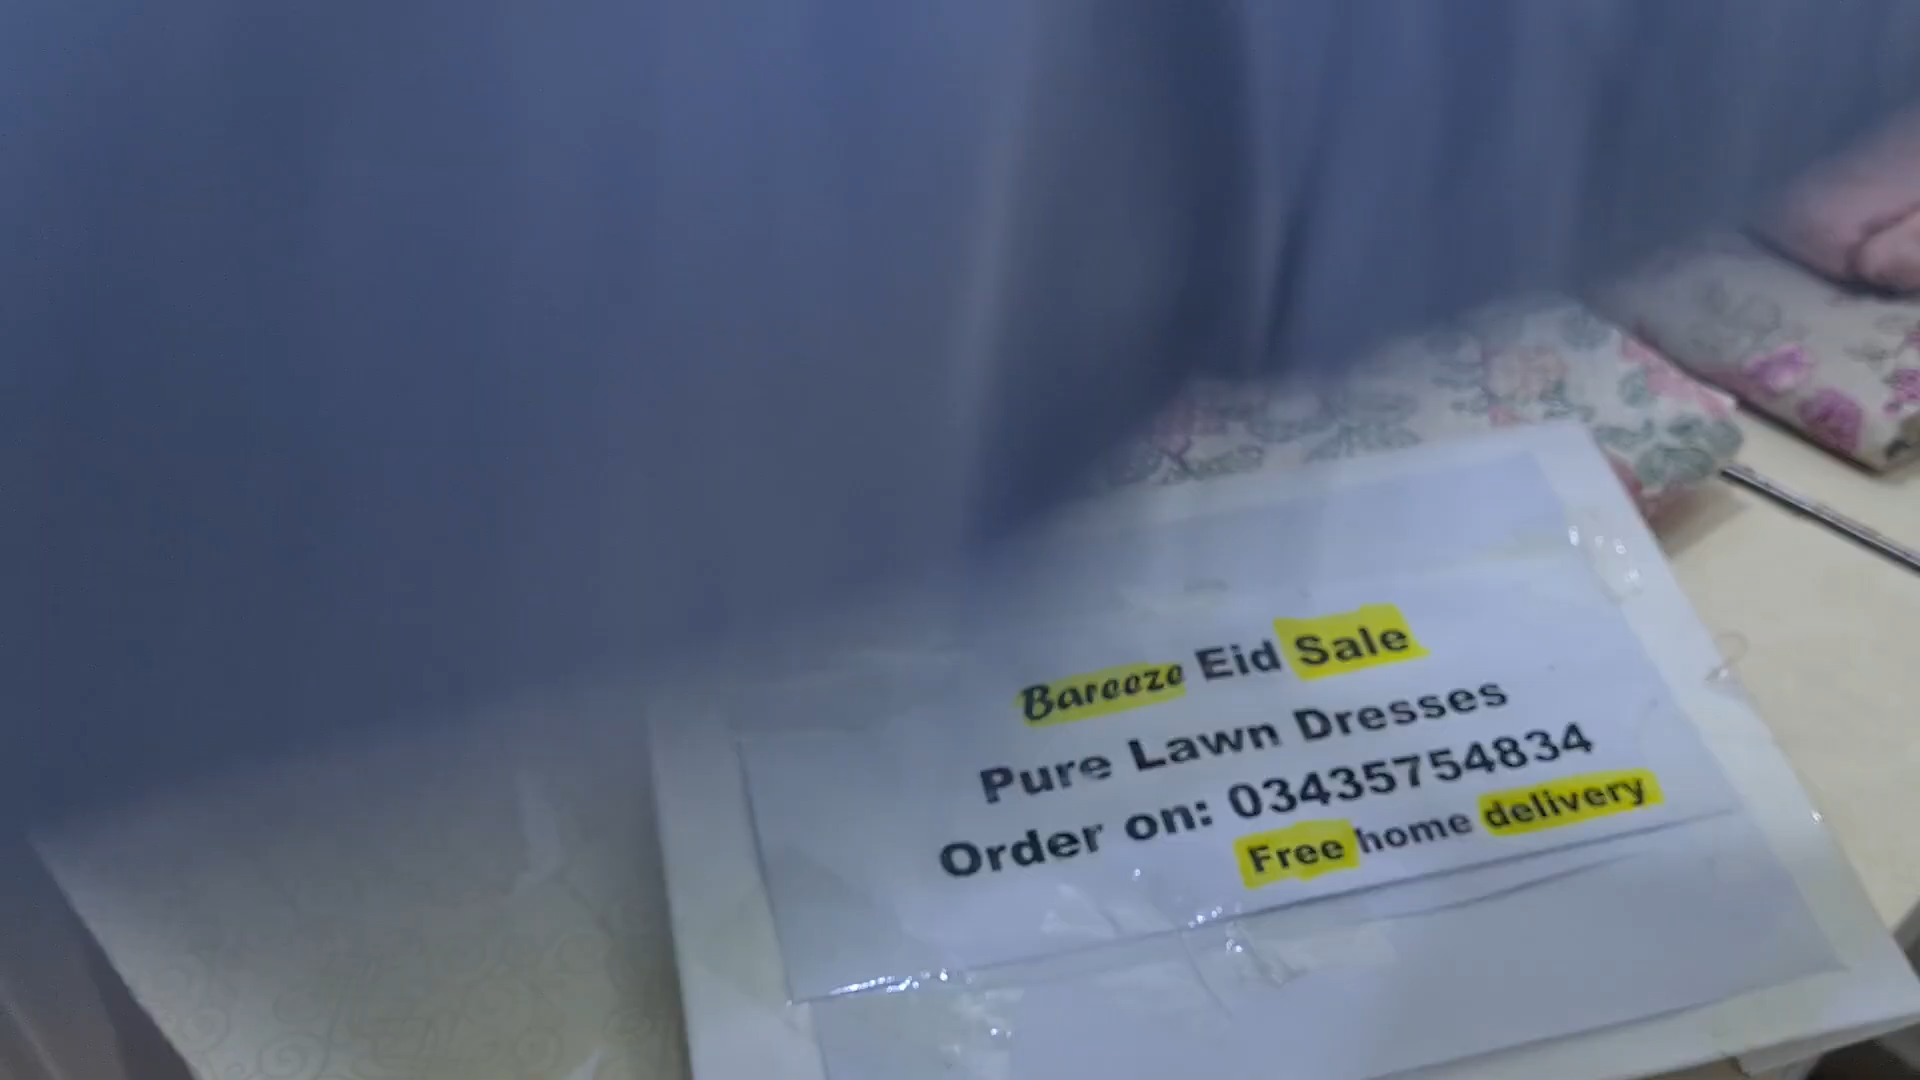 Bareeze Eid Sale
Pure Lawn Dresses
Order on: 03435754834
Free home delivery